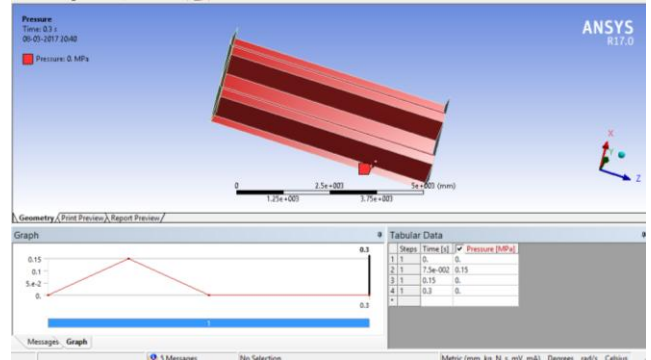 Pressure
Time: 0.3 s
06-05-2017 20:40
Pressure: 0. MPa
ANSYS
R17.0
X
Y
Z
0 2.5e+003 5e+003 (mm)
1.25e+003 3.75e+003
Geometry Print Preview Report Preview
Graph
0.3
0.15
0.1
5.e-2
0.
0.3
1
Messages Graph
Tabular Data
Steps Time [s] Pressure [MPa]
1 1 0. 0.
2 1 7.5e-002 0.15
3 1 0.15 0.
4 1 0.3 0.
*
5 Messages No Selection Metric (mm, kg, N, s, mV, mA) Degrees rad/s Celsius